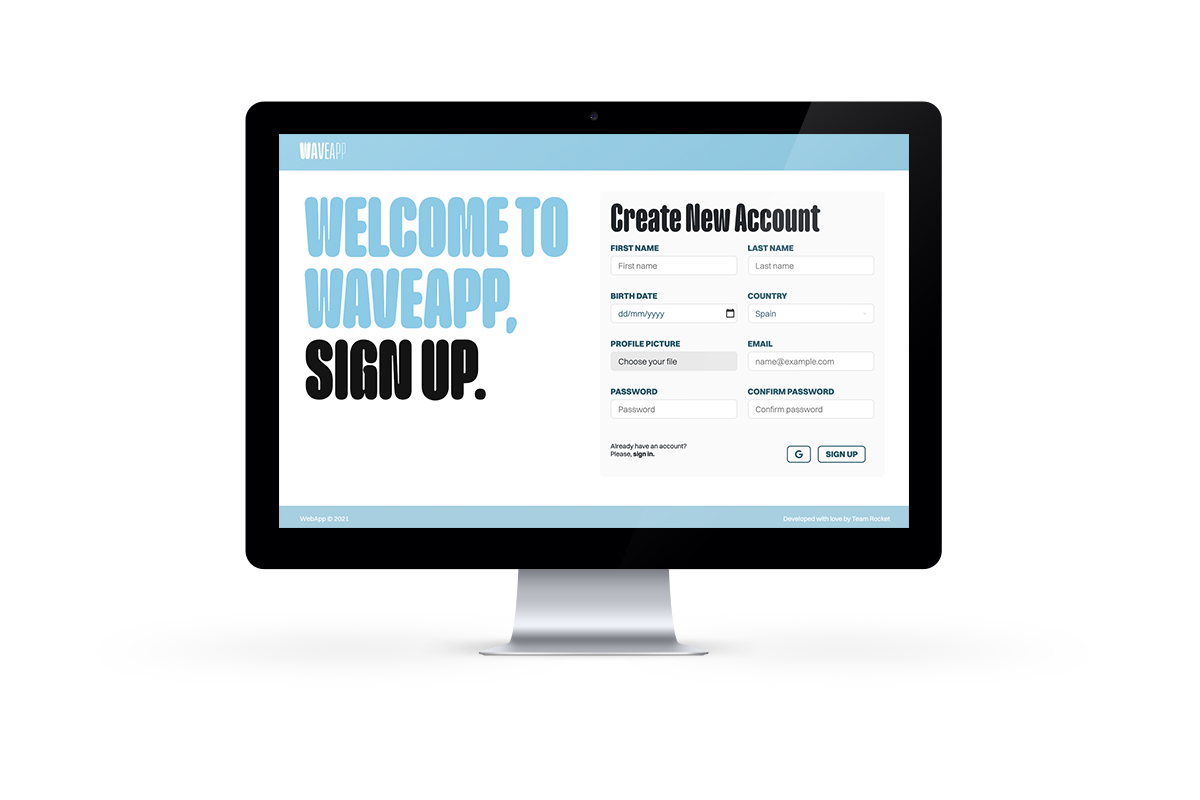 WAVEAPP
WELCOME TO
WAVEAPP,
SIGN UP.
Create New Account
FIRST NAME
LAST NAME
First name
Last name
BIRTH DATE
COUNTRY
dd/mm/yyyy
Spain
PROFILE PICTURE
EMAIL
Choose your file
name@example.com
PASSWORD
CONFIRM PASSWORD
Password
Confirm password
Already have an account?
Please, sign in.
G
SIGN UP
WebApp © 2021
Developed with love by Team Rocket